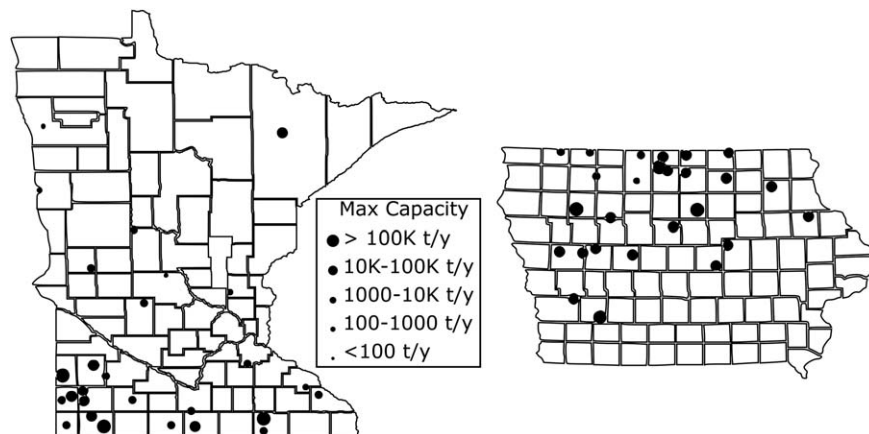 Max Capacity
> 100K t/y
10K-100K t/y
1000-10K t/y
100-1000 t/y
<100 t/y